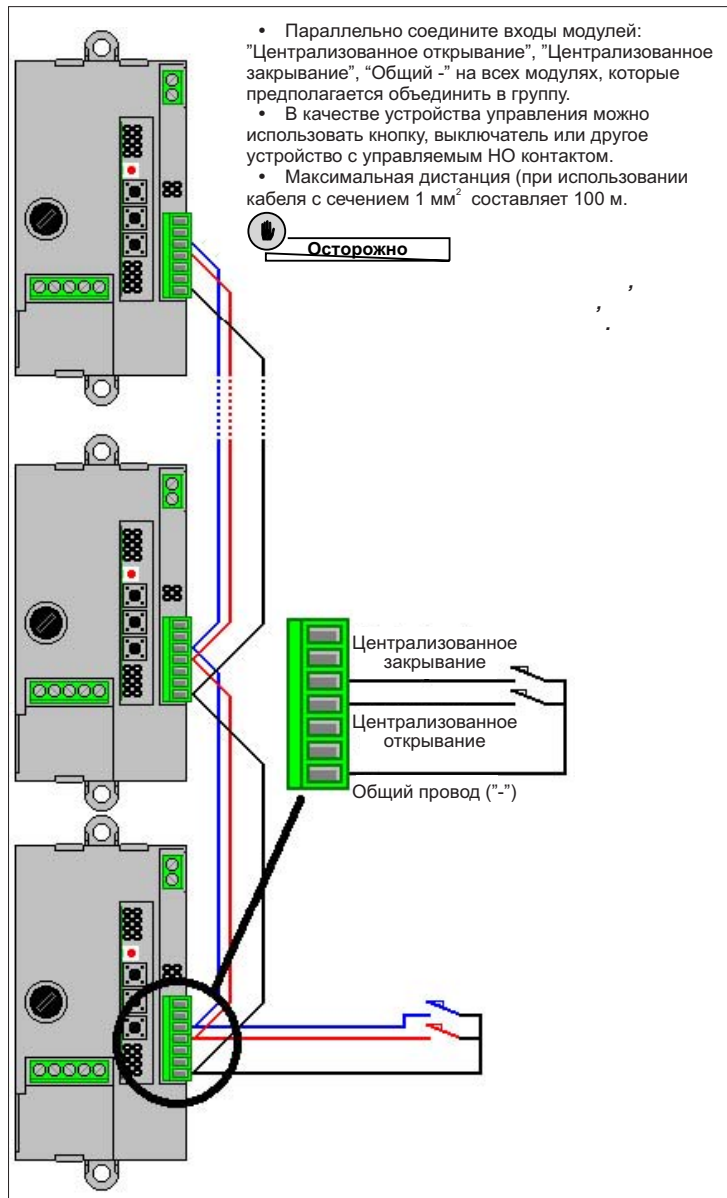 • Параллельно соедините входы модулей:
"Централизованное открывание", "Централизованное
закрывание", “Общий -” на всех модулях, которые
предполагается объединить в группу.
• В качестве устройства управления можно
использовать кнопку, выключатель или другое
устройство с управляемым НО контактом.
• Максимальная дистанция (при использовании
кабеля с сечением 1 мм² составляет 100 м.
Осторожно
,
,
.
Централизованное
закрывание
Централизованное
открывание
Общий провод ("-")